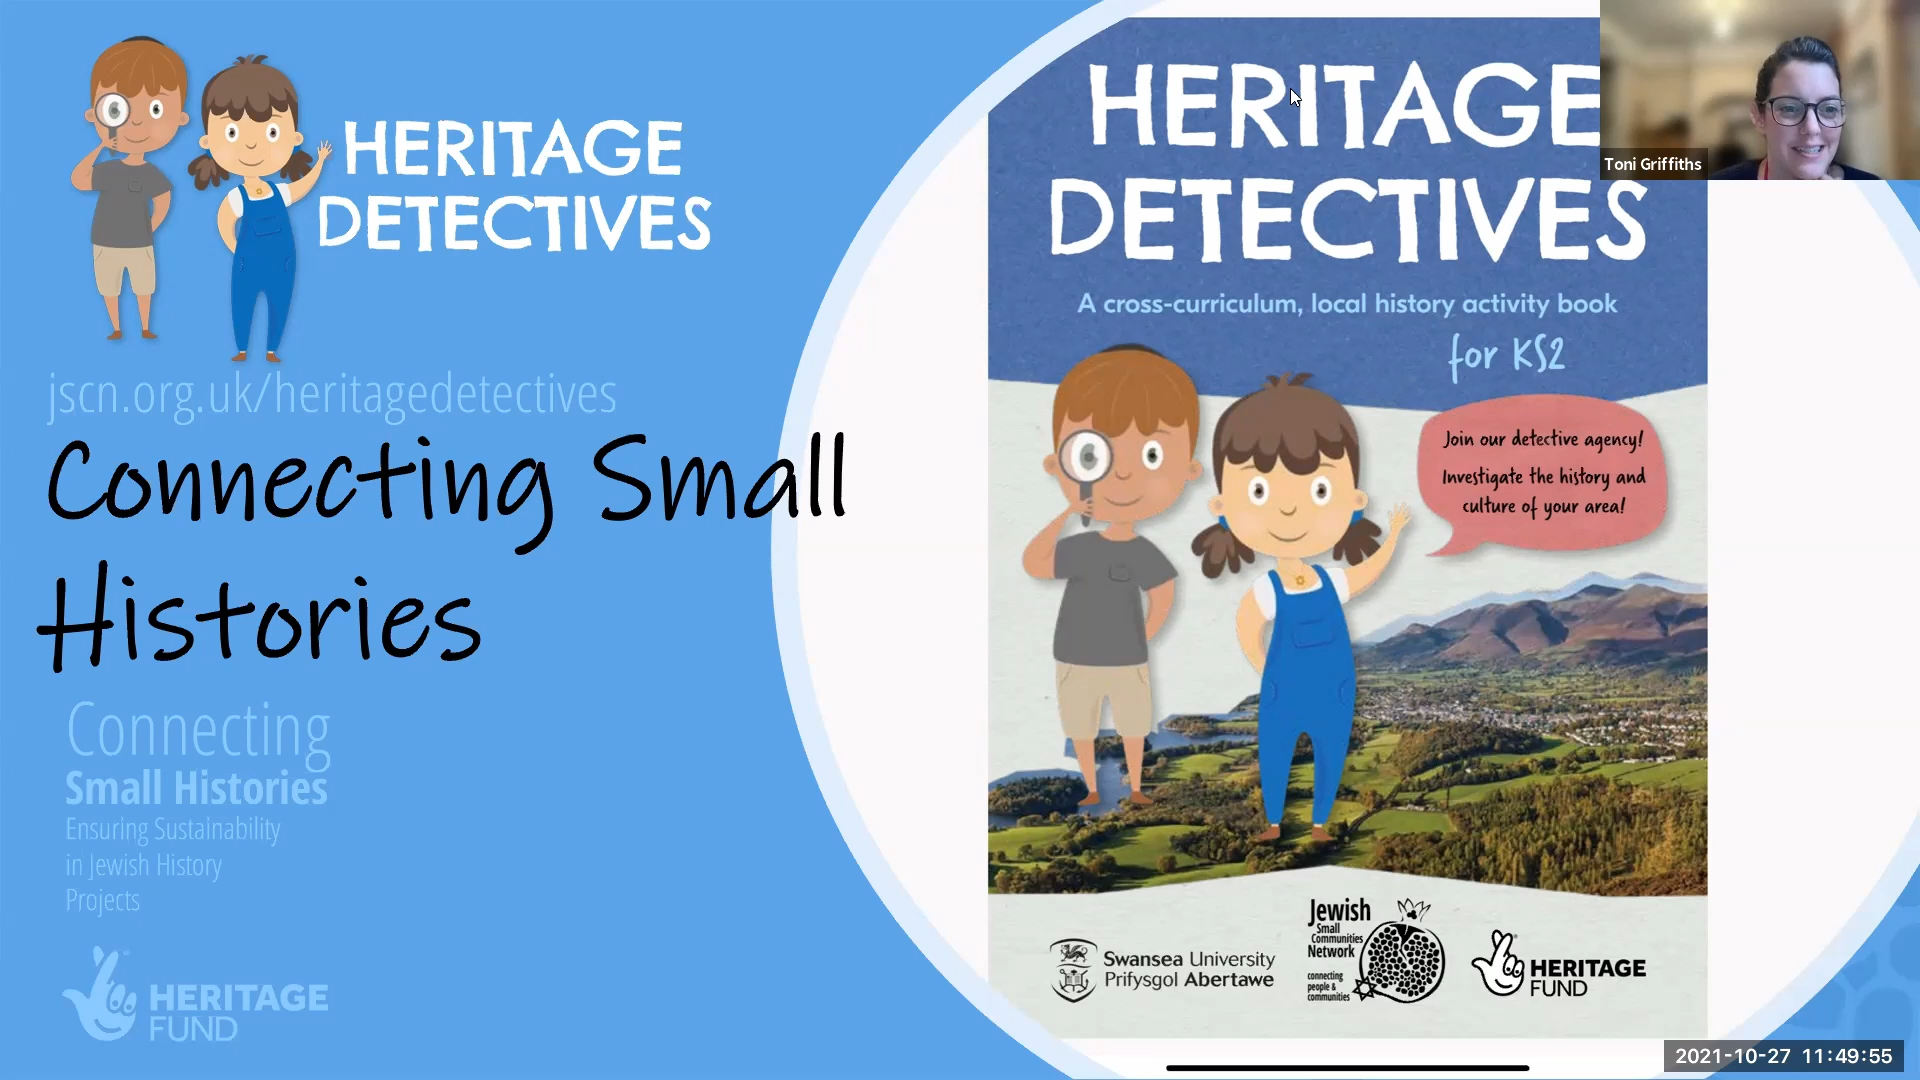 HERITAGE
DETECTIVES
jscn.org.uk/heritagedetectives
Connecting Small
Histories
Connecting
Small Histories
Ensuring Sustainability
in Jewish History
Projects
HERITAGE
FUND
HERITAGE
DETECTIVES
A cross-curriculum, local history activity book
for KS2
Join our detective agency!
Investigate the history and
culture of your area!
Swansea University
Prifysgol Abertawe
Jewish
Small
Communities
Network
connecting
people &
communities
HERITAGE
FUND
Toni Griffiths
2021-10-27 11:49:55